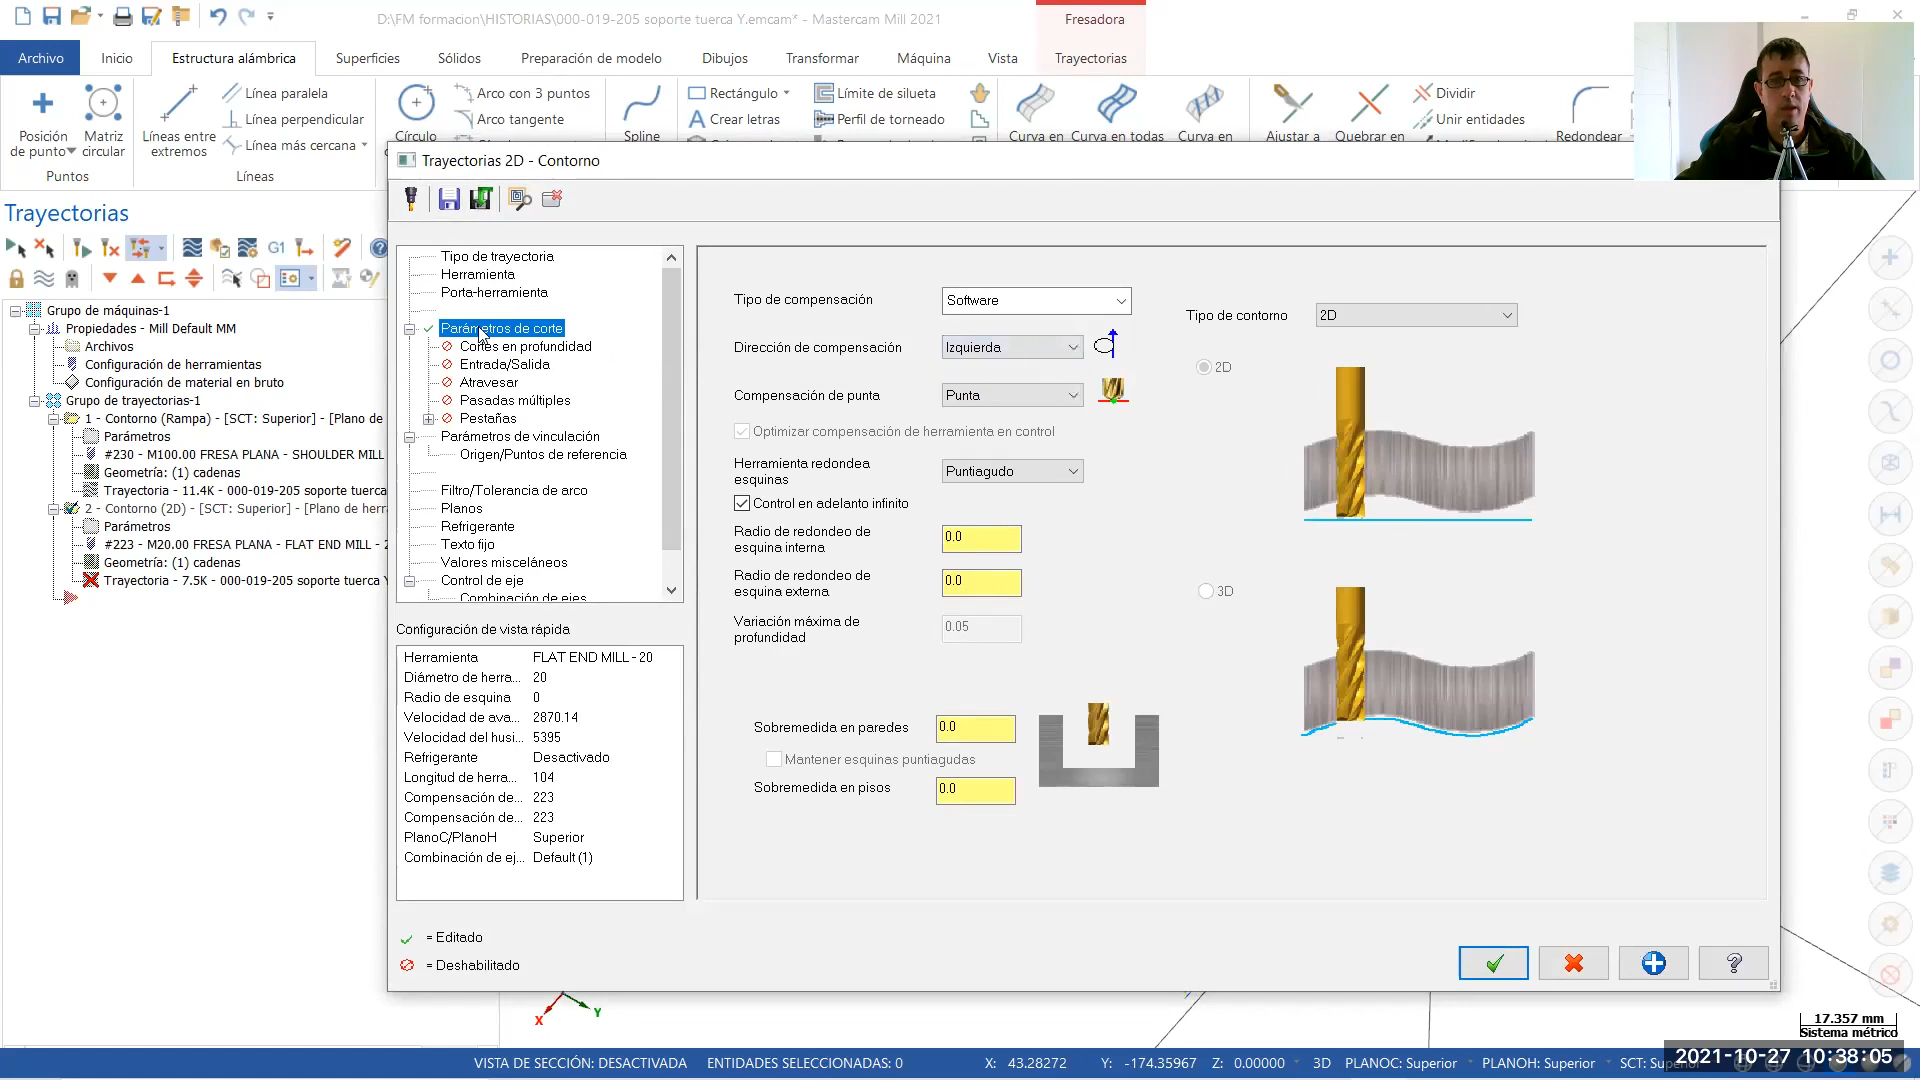 D:\FM formacion\HISTORIAS\000-019-205 soporte tuerca Y.emcam* - Mastercam Mill 2021
Fresadora
Archivo
Inicio
Estructura alámbrica
Superficies
Sólidos
Preparación de modelo
Dibujos
Transformar
Máquina
Vista
Trayectorias
Posición de punto
Matriz circular
Puntos
Líneas entre extremos
Línea paralela
Línea perpendicular
Línea más cercana
Líneas
Círculo
Arco con 3 puntos
Arco tangente
Spline
Rectángulo
Crear letras
Límite de silueta
Perfil de torneado
Curva en
Curva en todas
Curva en
Ajustar a
Quebrar en
Dividir
Unir entidades
Redondear
Trayectorias
G1
Grupo de máquinas-1
Propiedades - Mill Default MM
Archivos
Configuración de herramientas
Configuración de material en bruto
Grupo de trayectorias-1
1 - Contorno (Rampa) - [SCT: Superior] - [Plano de
Parámetros
#230 - M100.00 FRESA PLANA - SHOULDER MILL
Geometría: (1) cadenas
Trayectoria - 11.4K - 000-019-205 soporte tuerca
2 - Contorno (2D) - [SCT: Superior] - [Plano de herr
Parámetros
#223 - M20.00 FRESA PLANA - FLAT END MILL - 2
Geometría: (1) cadenas
Trayectoria - 7.5K - 000-019-205 soporte tuerca Y
Trayectorias 2D - Contorno
Tipo de trayectoria
Herramienta
Porta-herramienta
Parámetros de corte
Cortes en profundidad
Entrada/Salida
Atravesar
Pasadas múltiples
Pestañas
Parámetros de vinculación
Origen/Puntos de referencia
Filtro/Tolerancia de arco
Planos
Refrigerante
Texto fijo
Valores misceláneos
Control de eje
Combinación de ejes
Configuración de vista rápida
Herramienta FLAT END MILL - 20
Diámetro de herra... 20
Radio de esquina 0
Velocidad de ava... 2870.14
Velocidad del husi... 5395
Refrigerante Desactivado
Longitud de herra... 104
Compensación de... 223
Compensación de... 223
PlanoC/PlanoH Superior
Combinación de ej... Default (1)
= Editado
= Deshabilitado
Tipo de compensación Software
Dirección de compensación Izquierda
Compensación de punta Punta
Optimizar compensación de herramienta en control
Herramienta redondea
esquinas Puntiagudo
Control en adelanto infinito
Radio de redondeo de
esquina interna 0.0
Radio de redondeo de
esquina externa 0.0
Variación máxima de
profundidad 0.05
Sobremedida en paredes 0.0
Mantener esquinas puntiagudas
Sobremedida en pisos 0.0
Tipo de contorno 2D
2D
3D
X
Y
17.357 mm
Sistema métrico
VISTA DE SECCIÓN: DESACTIVADA ENTIDADES SELECCIONADAS: 0 X: 43.28272 Y: -174.35967 Z: 0.00000 3D PLANOC: Superior PLANOH: Superior SCT: Superior
2021-10-27 10:38:05